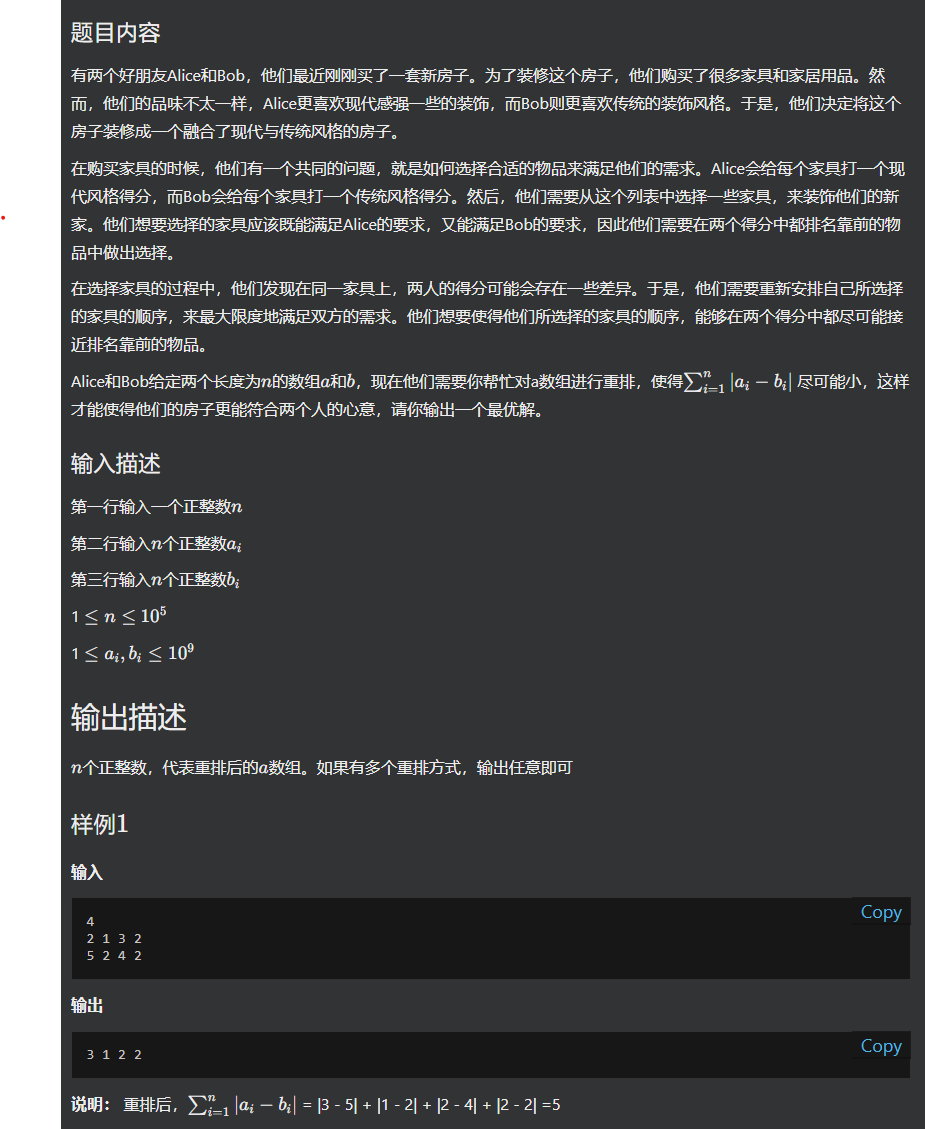 题目内容
有两个好朋友Alice和Bob，他们最近刚刚买了一套新房子。为了装修这个房子，他们购买了很多家具和家居用品。然
而，他们的品味不太一样，Alice更喜欢现代感强一些的装饰，而Bob则更喜欢传统的装饰风格。于是，他们决定将这个
房子装修成一个融合了现代与传统风格的房子。
在购买家具的时候，他们有一个共同的问题，就是如何选择合适的物品来满足他们的需求。Alice会给每个家具打一个现
代风格得分，而Bob会给每个家具打一个传统风格得分。然后，他们需要从这个列表中选择一些家具，来装饰他们的新
家。他们想要选择的家具应该既能满足Alice的要求，又能满足Bob的要求，因此他们需要在两个得分中都排名靠前的物
品中做出选择。
在选择家具的过程中，他们发现在同一家具上，两人的得分可能会存在一些差异。于是，他们需要重新安排自己所选择
的家具的顺序，来最大限度地满足双方的需求。他们想要使得他们所选择的家具的顺序，能够在两个得分中都尽可能接
近排名靠前的物品。
Alice和Bob给定两个长度为n的数组a和b，现在他们需要你帮忙对a数组进行重排，使得∑ⁿᵢ₌₁ |aᵢ − bᵢ| 尽可能小，这样
才能使得他们的房子更能符合两个人的心意，请你输出一个最优解。
输入描述
第一行输入一个正整数n
第二行输入n个正整数aᵢ
第三行输入n个正整数bᵢ
1 ≤ n ≤ 10⁵
1 ≤ aᵢ, bᵢ ≤ 10⁹
输出描述
n个正整数，代表重排后的a数组。如果有多个重排方式，输出任意即可
样例1
输入
Copy
4
2 1 3 2
5 2 4 2
输出
Copy
3 1 2 2
说明： 重排后，∑ⁿᵢ₌₁ |aᵢ − bᵢ| = |3 - 5| + |1 - 2| + |2 - 4| + |2 - 2| =5